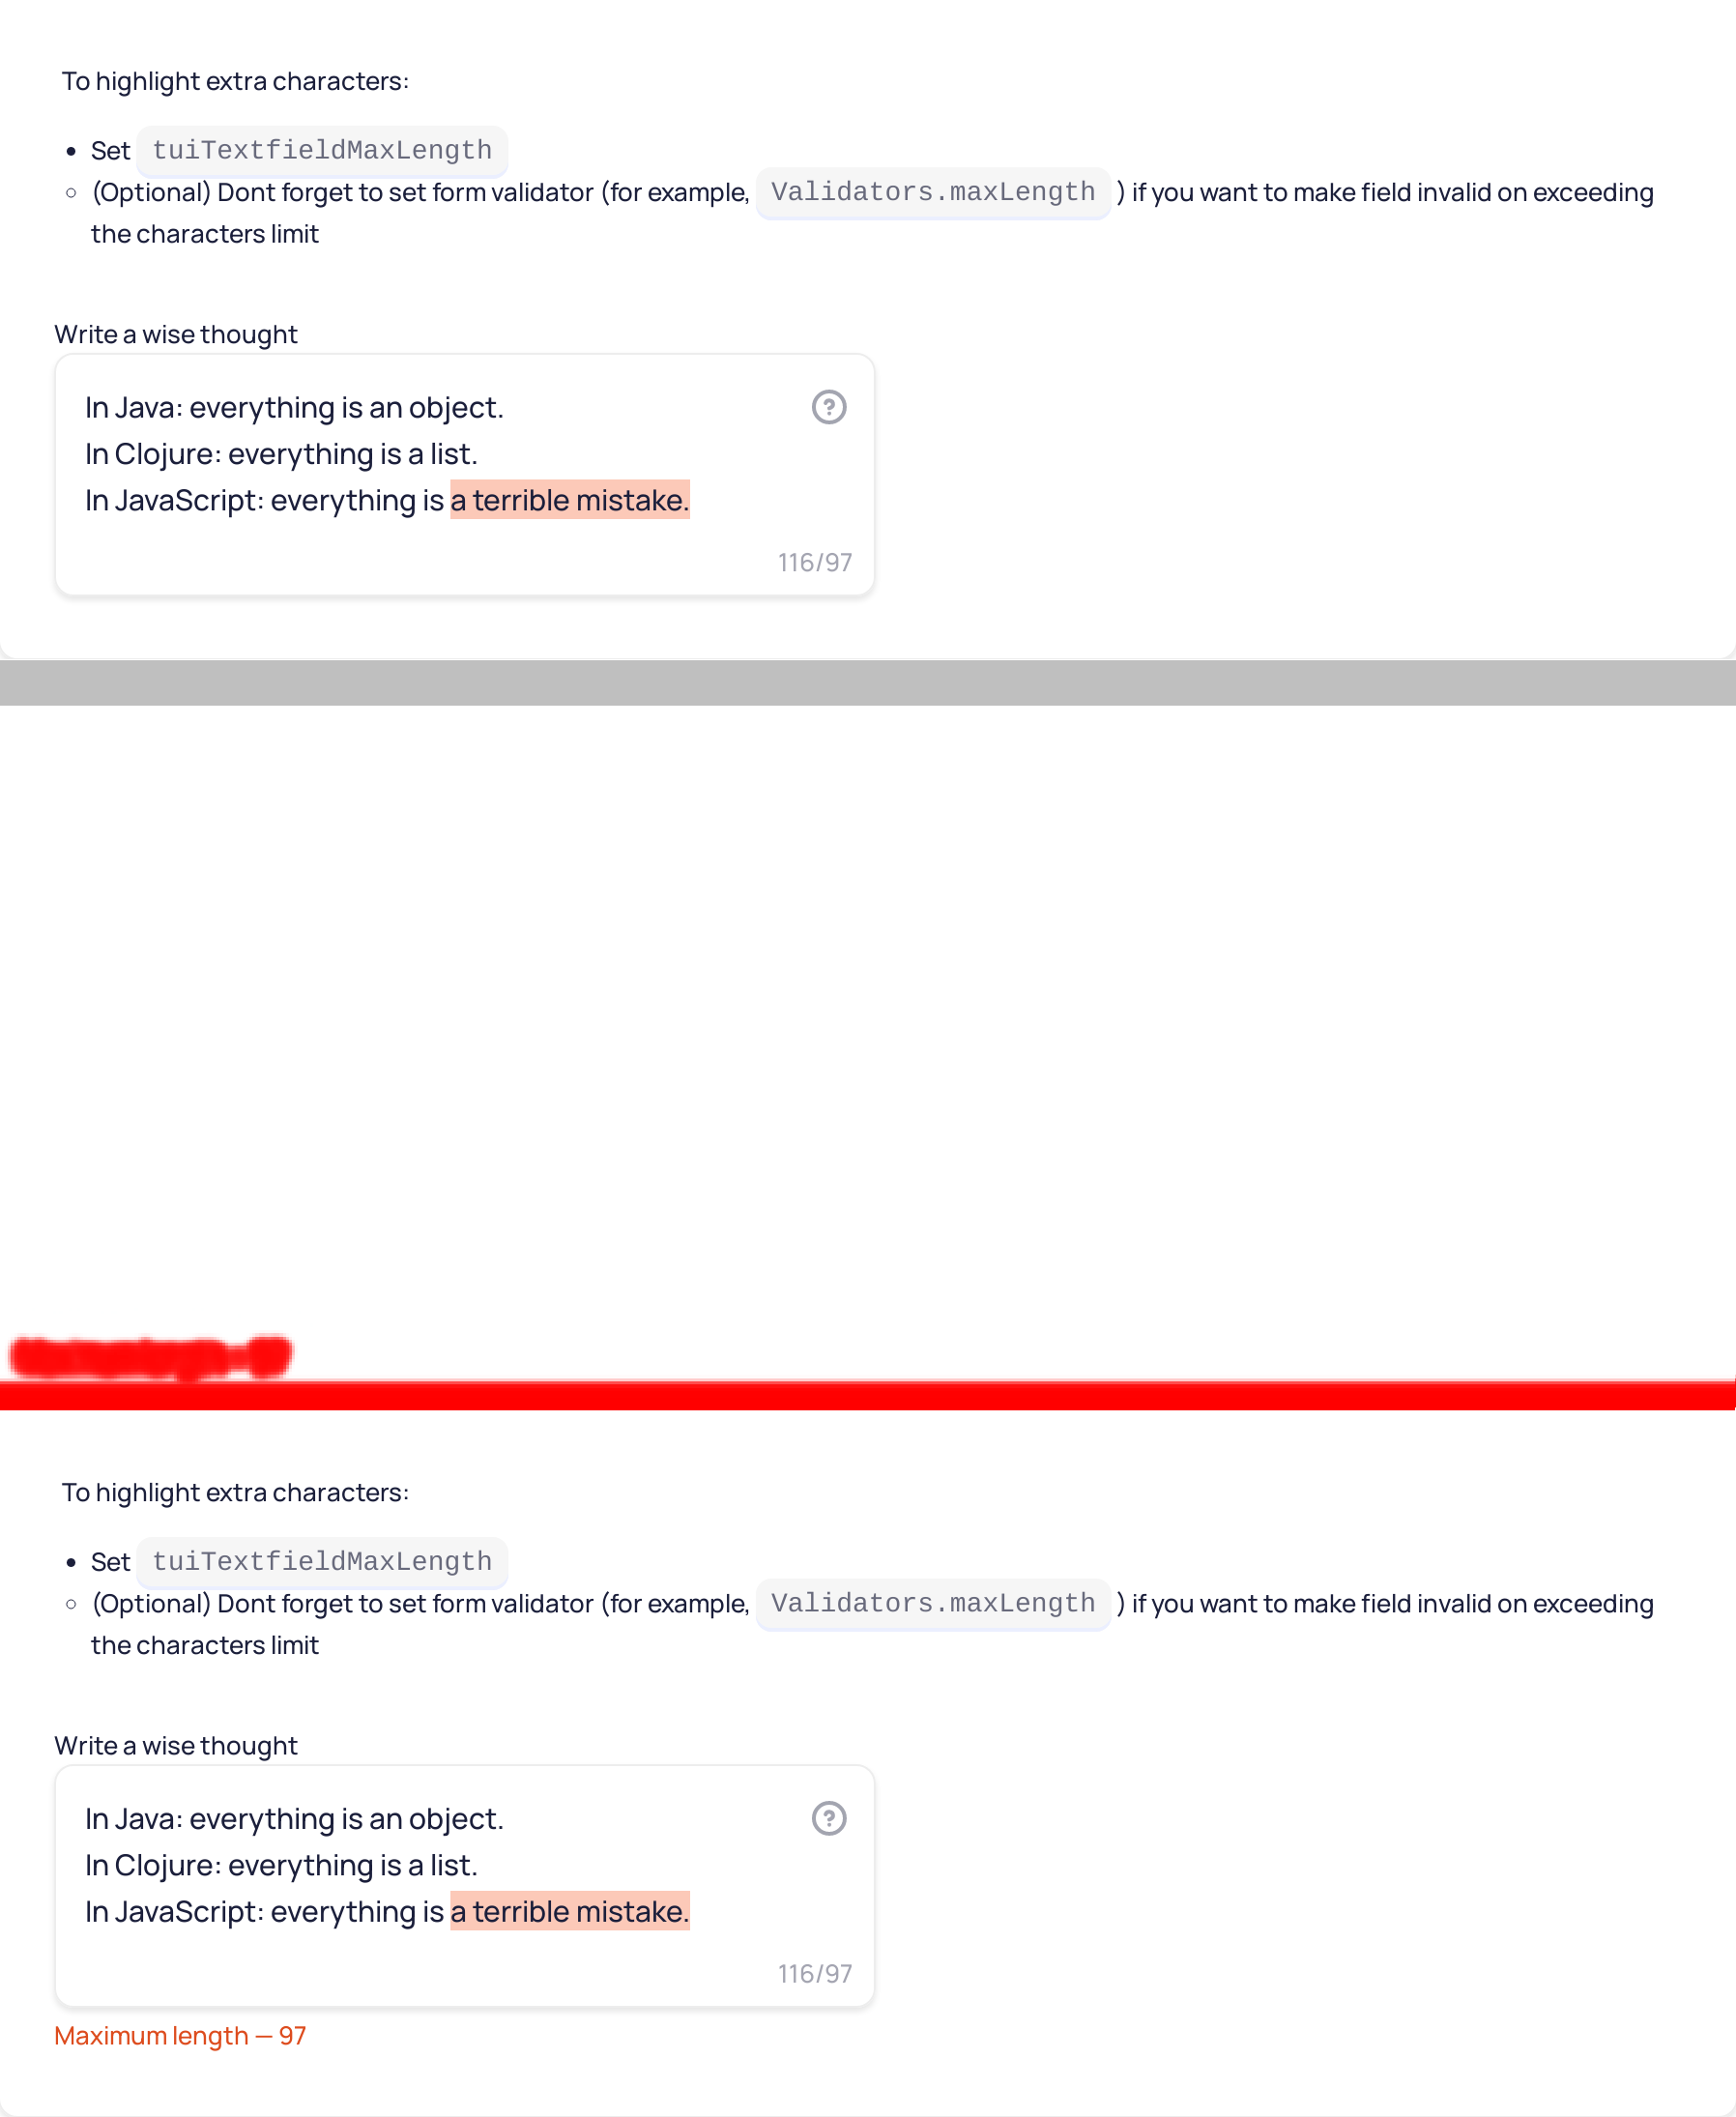 To highlight extra characters:
Set tuiTextfieldMaxLength
(Optional) Dont forget to set form validator (for example, Validators.maxLength ) if you want to make field invalid on exceeding
the characters limit
Write a wise thought
In Java: everything is an object.
In Clojure: everything is a list.
In JavaScript: everything is a terrible mistake.
116/97
To highlight extra characters:
Set tuiTextfieldMaxLength
(Optional) Dont forget to set form validator (for example, Validators.maxLength ) if you want to make field invalid on exceeding
the characters limit
Write a wise thought
In Java: everything is an object.
In Clojure: everything is a list.
In JavaScript: everything is a terrible mistake.
116/97
Maximum length — 97